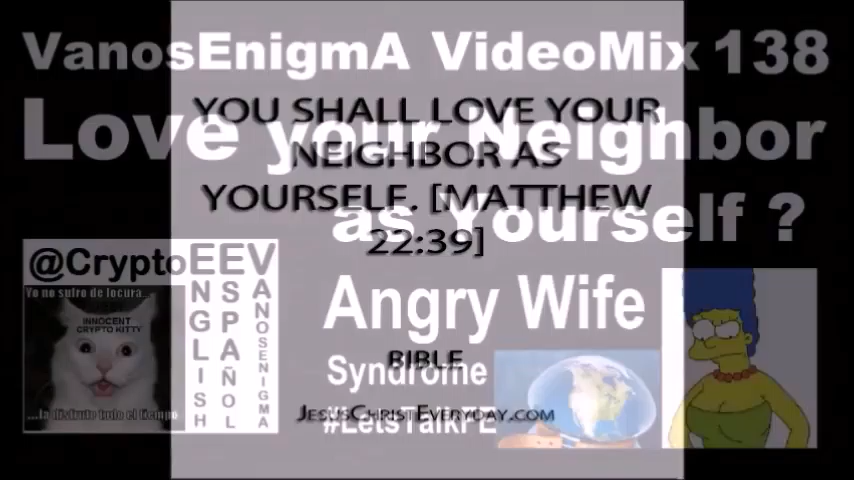 VanosEnigmA VideoMix 138
Love your Neighbor
as Yourself ?
YOU SHALL LOVE YOUR
NEIGHBOR AS
YOURSELF. [MATTHEW
22:39]
BIBLE
JESUSCHRISTEVERYDAY.COM
@CryptoEEV
ENGLISH
ESPAÑOL
VANOSENIGMA
Yo no sufro de locura...
INNOCENT
CRYPTO KITTY
...la disfruto todo el tiempo
Angry Wife
Syndrome
#LetsTalkFE